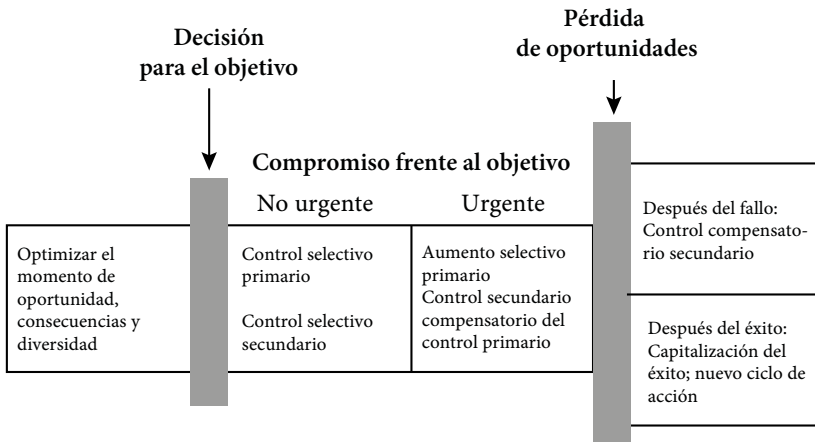 Decisión
para el objetivo
Pérdida
de oportunidades
Compromiso frente al objetivo
No urgente
Urgente
Optimizar el
momento de
oportunidad,
consecuencias y
diversidad
Control selectivo
primario
Control selectivo
secundario
Aumento selectivo
primario
Control secundario
compensatorio del
control primario
Después del fallo:
Control compensato-
rio secundario
Después del éxito:
Capitalización del
éxito; nuevo ciclo de
acción